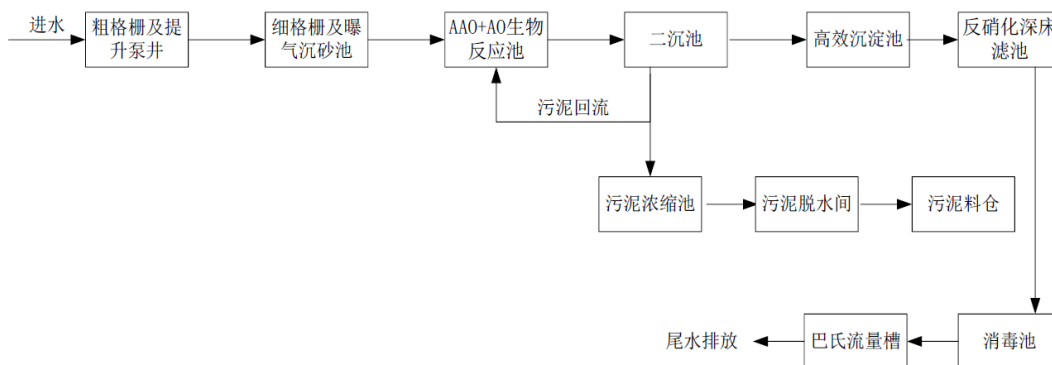 进水
粗格栅及提
升泵井
细格栅及曝
气沉砂池
AAO+AO生物
反应池
二沉池
高效沉淀池
反硝化深床
滤池
污泥回流
污泥浓缩池
污泥脱水间
污泥料仓
尾水排放
巴氏流量槽
消毒池